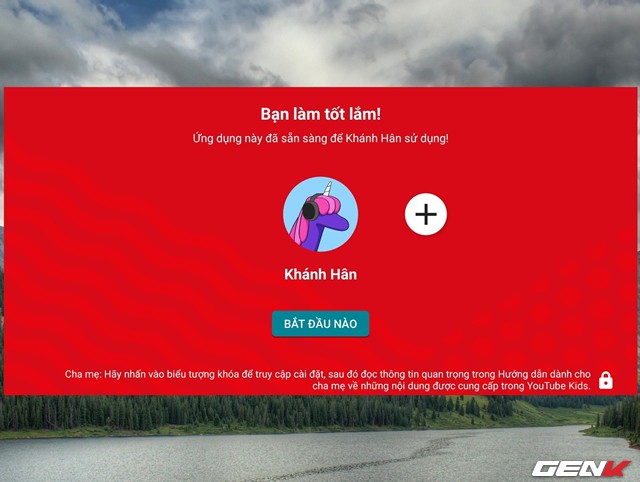 Bạn làm tốt lắm!
Ứng dụng này đã sẵn sàng để Khánh Hân sử dụng!
Khánh Hân
BẮT ĐẦU NÀO
Cha mẹ: Hãy nhấn vào biểu tượng khóa để truy cập cài đặt, sau đó đọc thông tin quan trọng trong Hướng dẫn dành cho
cha mẹ về những nội dung được cung cấp trong YouTube Kids.
GENK